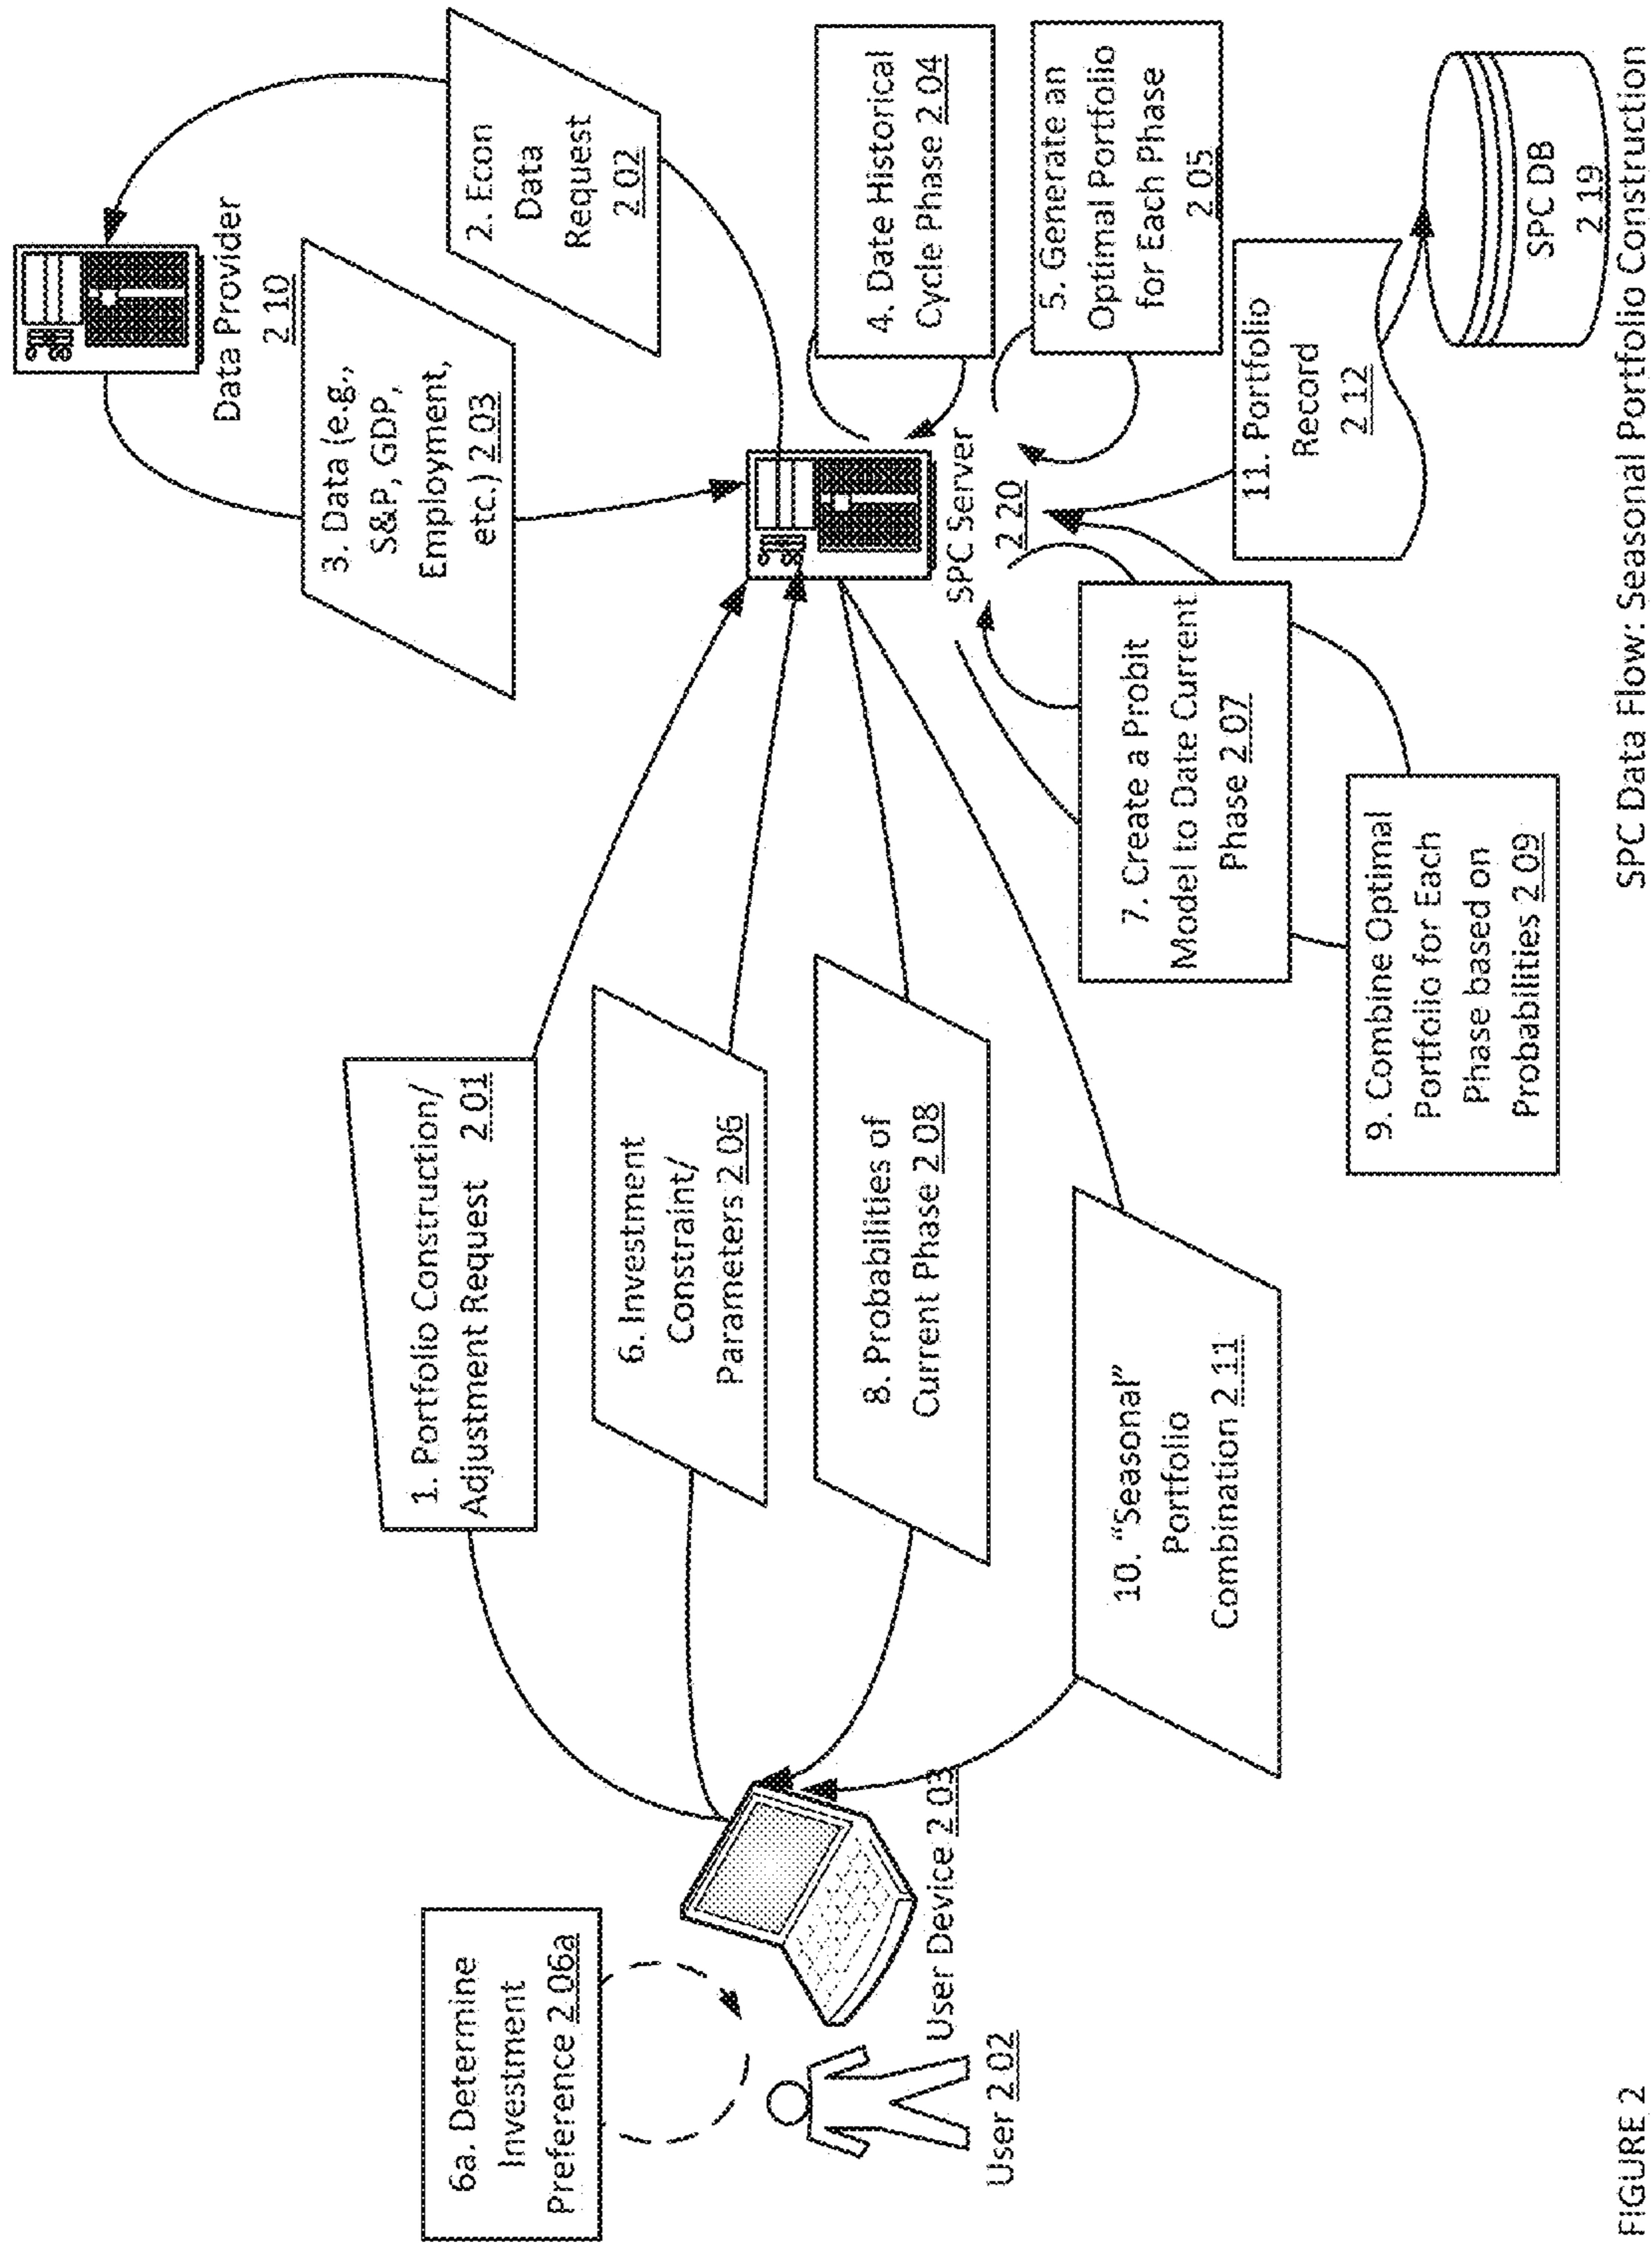 1. Portfolio Construction/
Adjustment Request 2 01
2. Econ
Data
Request
2 02
Data Provider
2 10
3. Data (e.g.,
S&P, GDP,
Employment,
etc.) 2 03
4. Date Historical
Cycle Phase 2 04
5. Generate an
Optimal Portfolio
for Each Phase
2 05
6a. Determine
Investment
Preference 2 06a
6. Investment
Constraint/
Parameters 2 06
SPC Server
2 20
7. Create a Probit
Model to Date Current
Phase 2 07
8. Probabilities of
Current Phase 2 08
9. Combine Optimal
Portfolio for Each
Phase based on
Probabilities 2 09
10. “Seasonal”
Portfolio
Combination 2 11
11. Portfolio
Record
2 12
SPC DB
2 19
User Device 2 03
User 2 02
FIGURE 2
SPC Data Flow: Seasonal Portfolio Construction